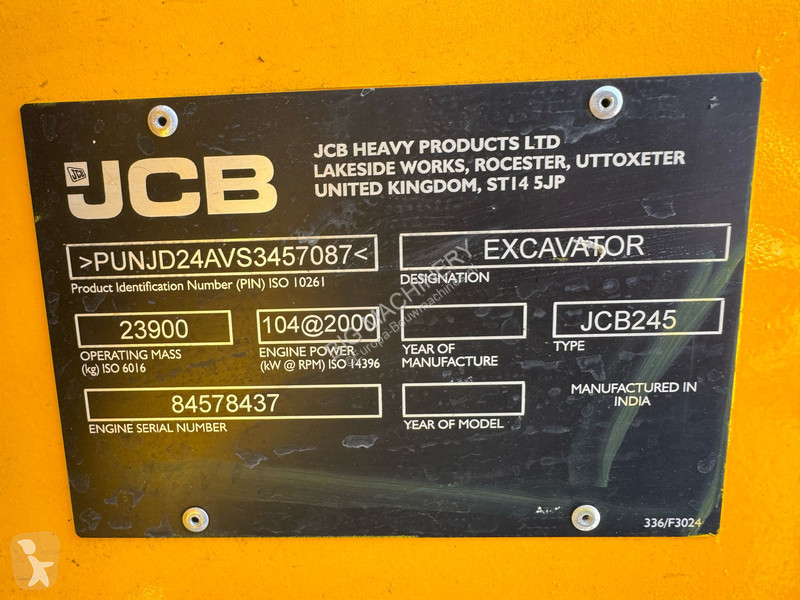 JCB
JCB HEAVY PRODUCTS LTD
LAKESIDE WORKS, ROCESTER, UTTOXETER
UNITED KINGDOM, ST14 5JP
>PUNJD24AVS3457087<
Product Identification Number (PIN) ISO 10261
EXCAVATOR
DESIGNATION
23900
OPERATING MASS
(kg) ISO 6016
104@2000
ENGINE POWER
(kW @ RPM) ISO 14396
YEAR OF
MANUFACTURE
JCB245
TYPE
84578437
ENGINE SERIAL NUMBER
YEAR OF MODEL
MANUFACTURED IN
INDIA
336/F3024